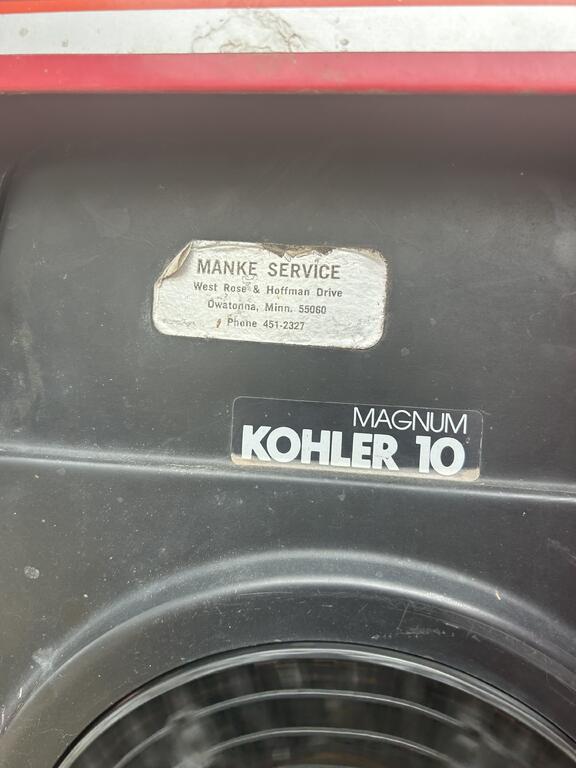 MANKE SERVICE
West Rose & Hoffman Drive
Owatonna, Minn. 55060
Phone 451-2327
MAGNUM
KOHLER 10